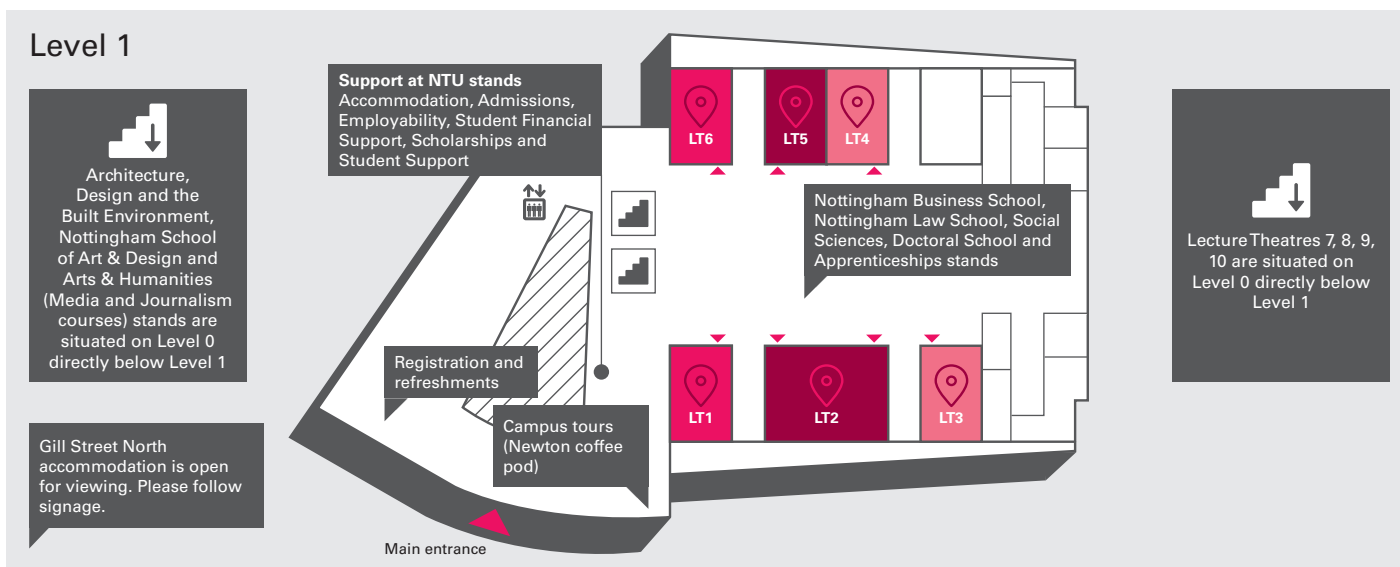 Level 1
Architecture,
Design and the
Built Environment,
Nottingham School
of Art & Design and
Arts & Humanities
(Media and Journalism
courses) stands are
situated on Level 0
directly below Level 1
Gill Street North
accommodation is open
for viewing. Please follow
signage.
Support at NTU stands
Accommodation, Admissions,
Employability, Student Financial
Support, Scholarships and
Student Support
LT6
LT5
LT4
Nottingham Business School,
Nottingham Law School, Social
Sciences, Doctoral School and
Apprenticeships stands
Registration and
refreshments
Campus tours
(Newton coffee
pod)
LT1
LT2
LT3
Main entrance
Lecture Theatres 7, 8, 9,
10 are situated on
Level 0 directly below
Level 1